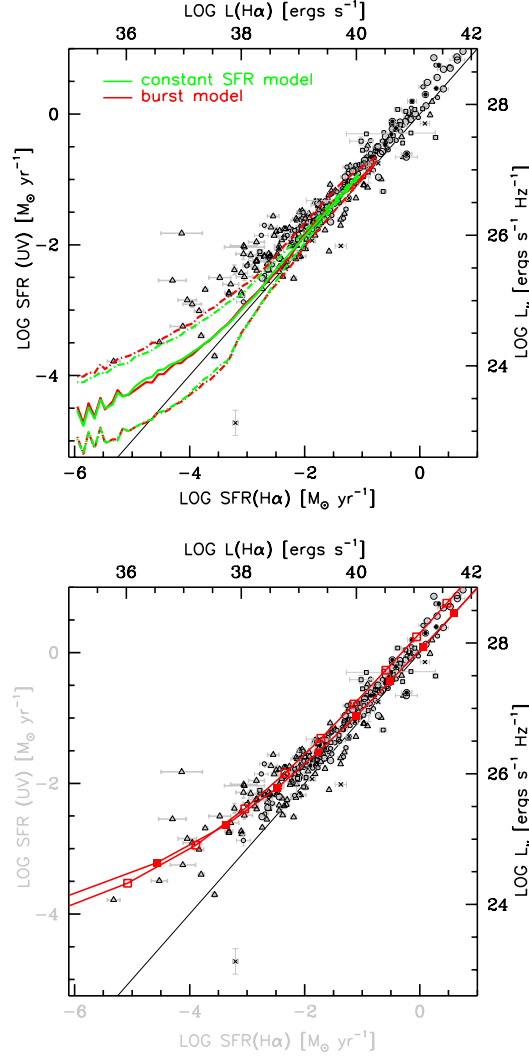 LOG L(Hα) [ergs s⁻¹]
36 38 40 42
constant SFR model
burst model
LOG SFR (UV) [M⊙ yr⁻¹]
0
−2
−4
28
26
24
LOG Lν [ergs s⁻¹ Hz⁻¹]
−6 −4 −2 0
LOG SFR(Hα) [M⊙ yr⁻¹]
LOG L(Hα) [ergs s⁻¹]
36 38 40 42
LOG SFR (UV) [M⊙ yr⁻¹]
0
−2
−4
28
26
24
LOG Lν [ergs s⁻¹ Hz⁻¹]
−6 −4 −2 0
LOG SFR(Hα) [M⊙ yr⁻¹]